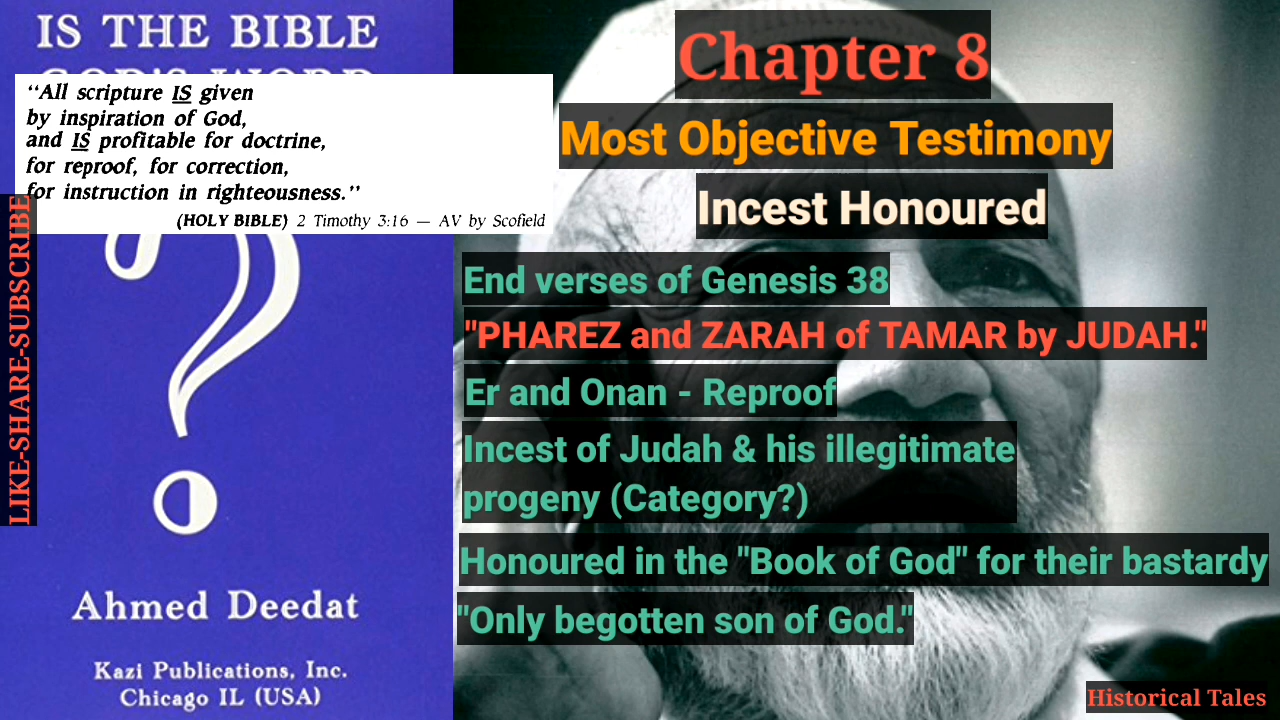 IS THE BIBLE
GOD'S WORD
“All scripture IS given
by inspiration of God,
and IS profitable for doctrine,
for reproof, for correction,
for instruction in righteousness.”
(HOLY BIBLE) 2 Timothy 3:16 — AV by Scofield
LIKE-SHARE-SUBSCRIBE
?
Ahmed Deedat
Kazi Publications, Inc.
Chicago IL (USA)
Chapter 8
Most Objective Testimony
Incest Honoured
End verses of Genesis 38
"PHAREZ and ZARAH of TAMAR by JUDAH."
Er and Onan - Reproof
Incest of Judah & his illegitimate
progeny (Category?)
Honoured in the "Book of God" for their bastardy
"Only begotten son of God."
Historical Tales